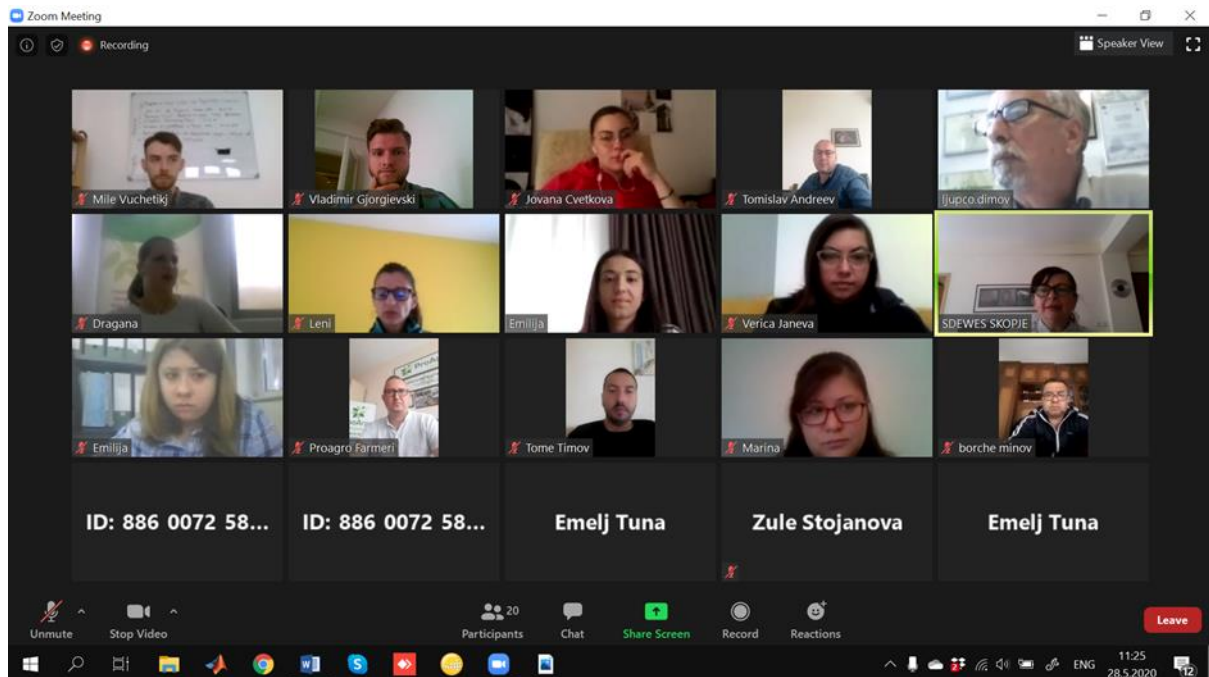 Zoom Meeting
Recording
Speaker View
Mile Vuchetikj
Vladimir Gjorgievski
Jovana Cvetkova
Tomislav Andreev
ljupco dimov
Dragana
Leni
Emilija
Verica Janeva
SDEWES SKOPJE
Emilija
Proagro Farmeri
Tome Timov
Marina
borche minov
ID: 886 0072 58...
ID: 886 0072 58...
Emelj Tuna
Zule Stojanova
Emelj Tuna
Unmute
Stop Video
Participants
20
Chat
Share Screen
Record
Reactions
Leave
ENG
11:25
28.5.2020
12